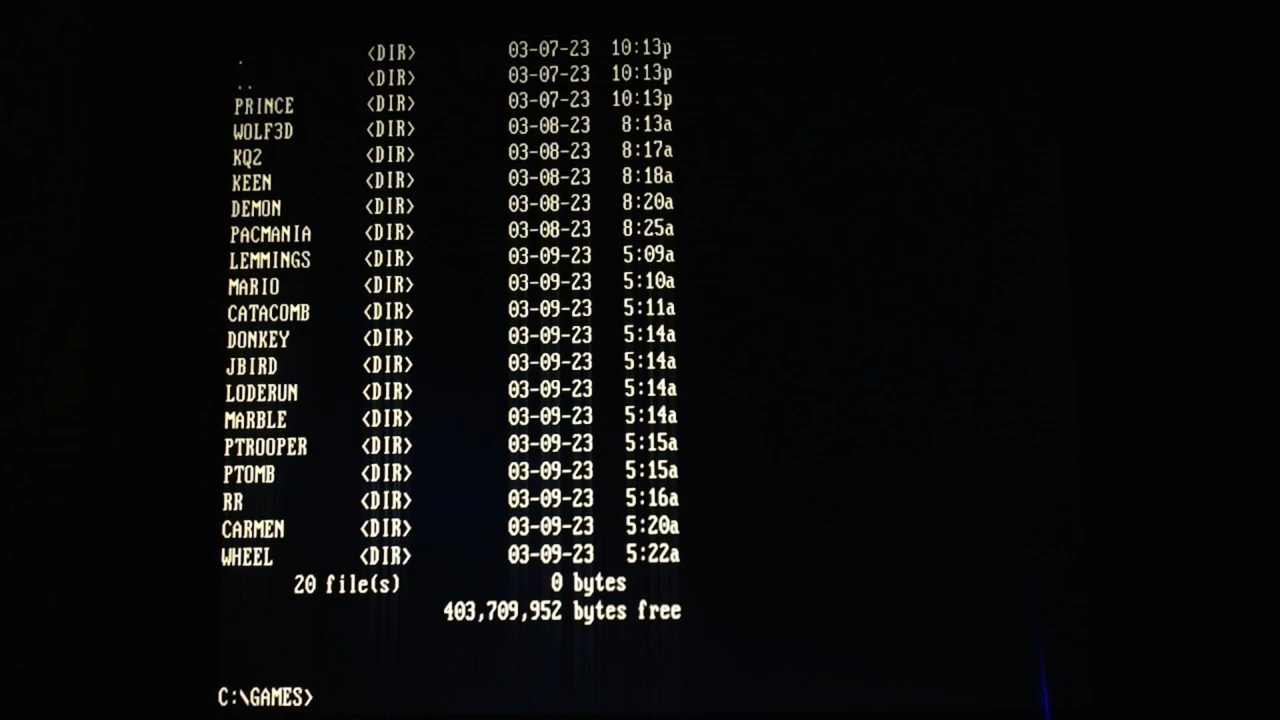 . <DIR> 03-07-23 10:13p
.. <DIR> 03-07-23 10:13p
PRINCE <DIR> 03-07-23 10:13p
WOLF3D <DIR> 03-08-23 8:13a
KQ2 <DIR> 03-08-23 8:17a
KEEN <DIR> 03-08-23 8:18a
DEMON <DIR> 03-08-23 8:20a
PACMANIA <DIR> 03-08-23 8:25a
LEMMINGS <DIR> 03-09-23 5:09a
MARIO <DIR> 03-09-23 5:10a
CATACOMB <DIR> 03-09-23 5:11a
DONKEY <DIR> 03-09-23 5:14a
JBIRD <DIR> 03-09-23 5:14a
LODERUN <DIR> 03-09-23 5:14a
MARBLE <DIR> 03-09-23 5:14a
PTROOPER <DIR> 03-09-23 5:15a
PTOMB <DIR> 03-09-23 5:15a
RR <DIR> 03-09-23 5:16a
CARMEN <DIR> 03-09-23 5:20a
WHEEL <DIR> 03-09-23 5:22a
20 file(s) 0 bytes
403,709,952 bytes free
C:\GAMES>